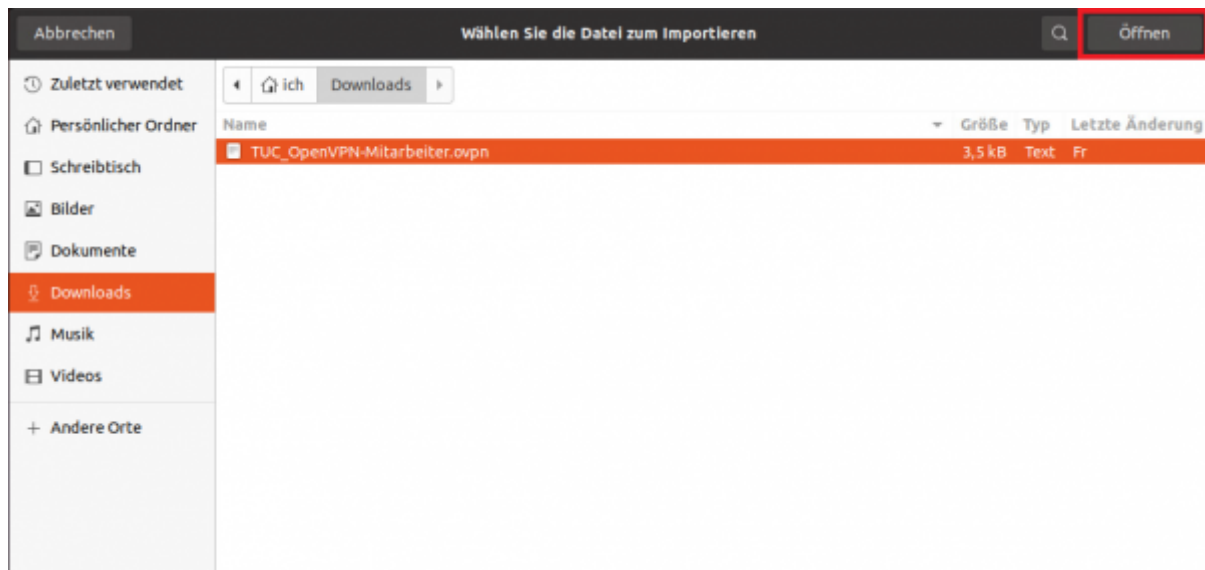 Abbrechen Wählen Sie die Datei zum Importieren Öffnen
Zuletzt verwendet
Persönlicher Ordner
Schreibtisch
Bilder
Dokumente
Downloads
Musik
Videos
Andere Orte
ich Downloads
Name Größe Typ Letzte Änderung
TUC_OpenVPN-Mitarbeiter.ovpn 3,5 kB Text Fr